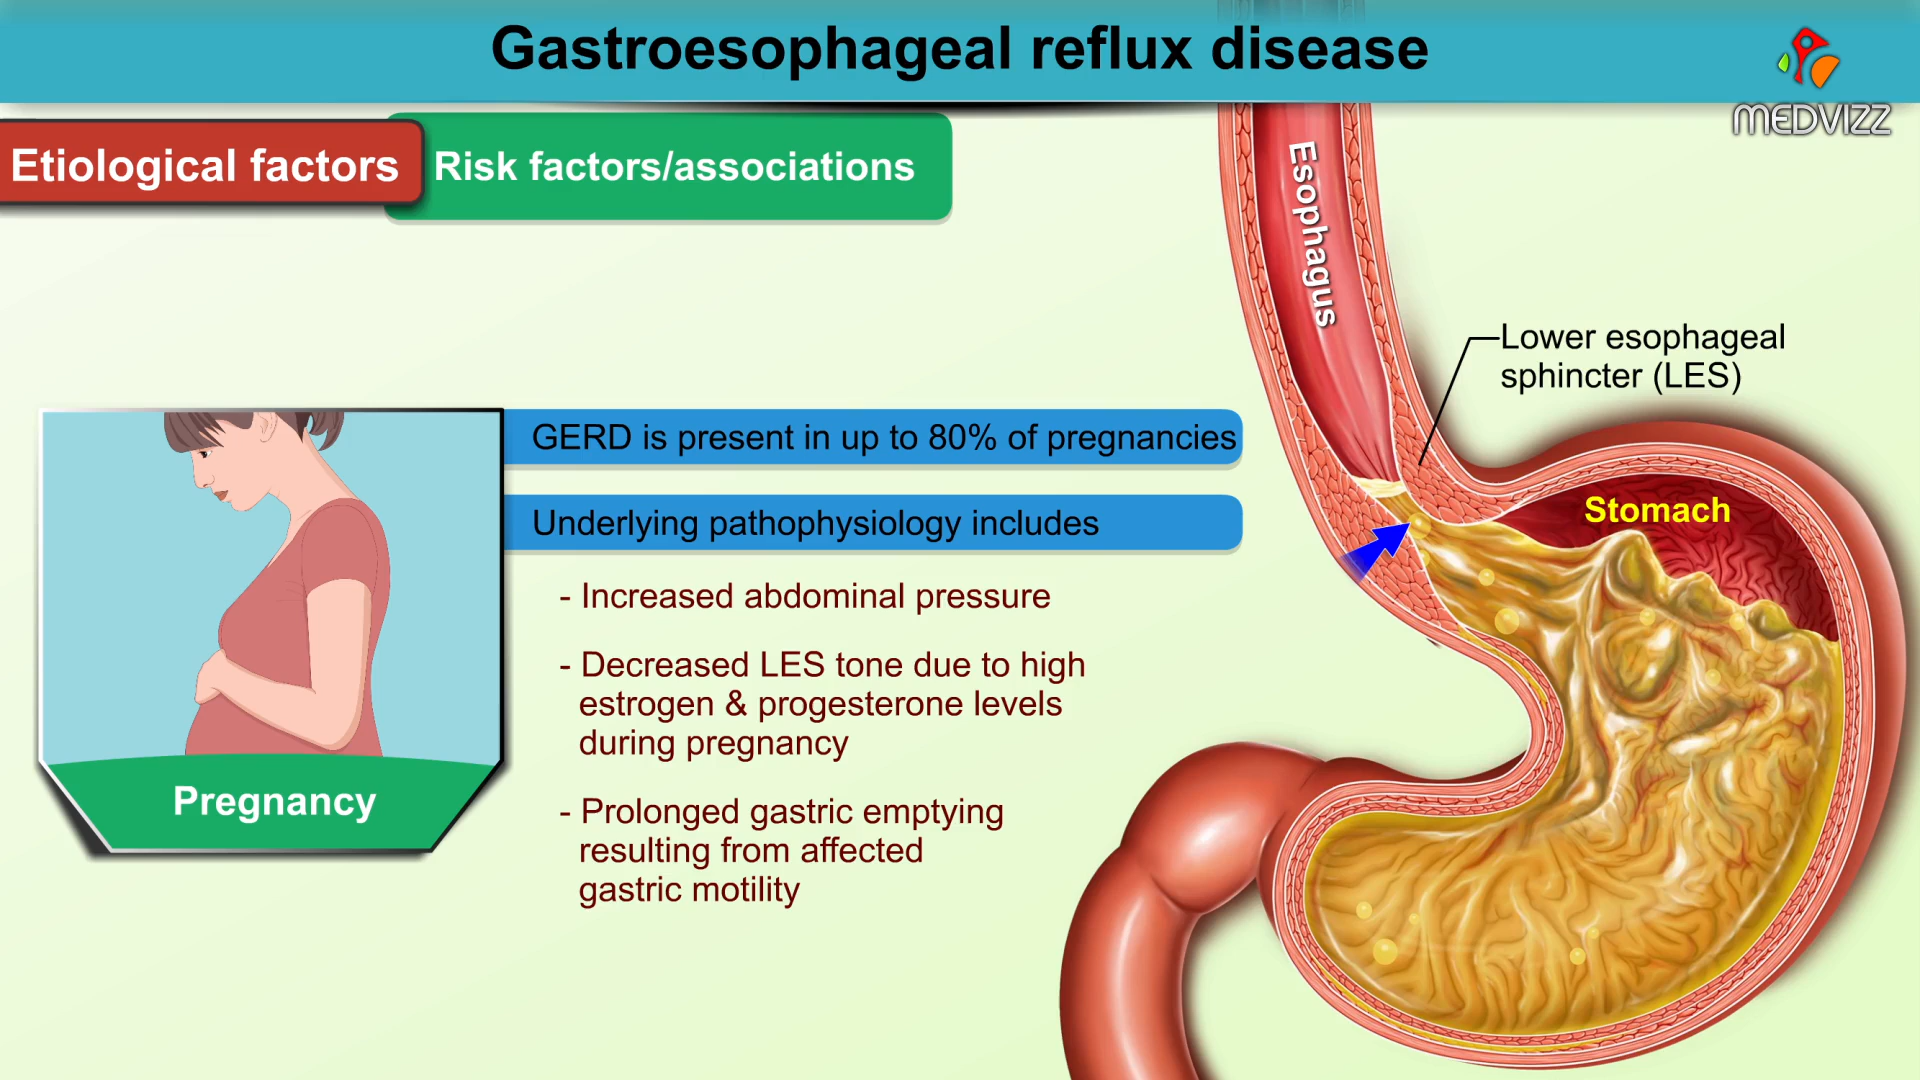 Gastroesophageal reflux disease
MEDVIZZ
Etiological factors
Risk factors/associations
Esophagus
Lower esophageal
sphincter (LES)
GERD is present in up to 80% of pregnancies
Underlying pathophysiology includes
Stomach
- Increased abdominal pressure
- Decreased LES tone due to high
estrogen & progesterone levels
during pregnancy
- Prolonged gastric emptying
resulting from affected
gastric motility
Pregnancy